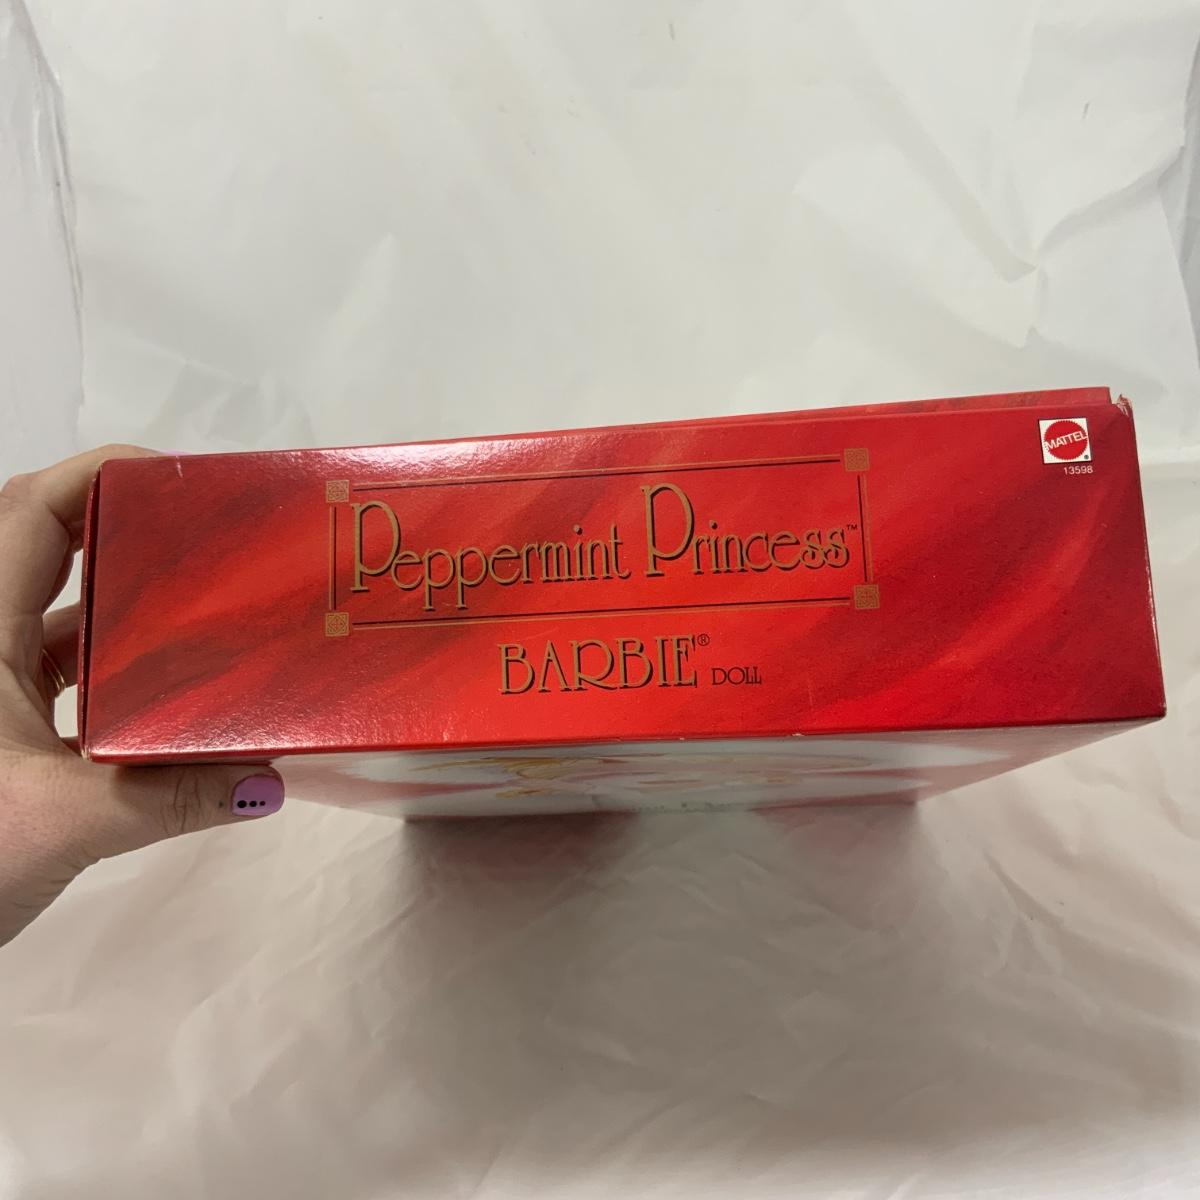 MATTEL
®
13598
Peppermint Princess™
BARBIE® DOLL